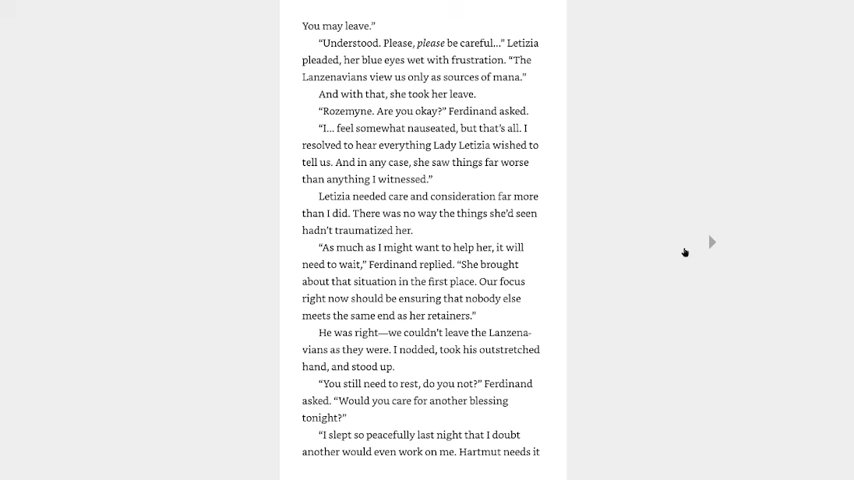 You may leave.”
“Understood. Please, please be careful...” Letizia
pleaded, her blue eyes wet with frustration. “The
Lanzenavians view us only as sources of mana.”
And with that, she took her leave.
“Rozemyne. Are you okay?” Ferdinand asked.
“I... feel somewhat nauseated, but that’s all. I
resolved to hear everything Lady Letizia wished to
tell us. And in any case, she saw things far worse
than anything I witnessed.”
Letizia needed care and consideration far more
than I did. There was no way the things she’d seen
hadn’t traumatized her.
“As much as I might want to help her, it will
need to wait,” Ferdinand replied. “She brought
about that situation in the first place. Our focus
right now should be ensuring that nobody else
meets the same end as her retainers.”
He was right—we couldn’t leave the Lanzena-
vians as they were. I nodded, took his outstretched
hand, and stood up.
“You still need to rest, do you not?” Ferdinand
asked. “Would you care for another blessing
tonight?”
“I slept so peacefully last night that I doubt
another would even work on me. Hartmut needs it